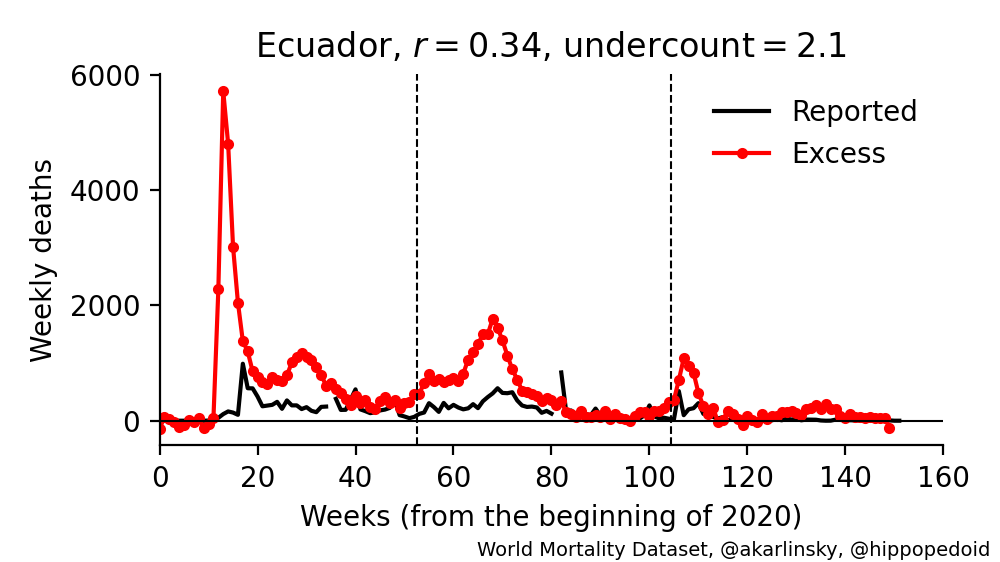 Ecuador, r = 0.34, undercount = 2.1
6000
4000
2000
0
Weekly deaths
Reported
Excess
0 20 40 60 80 100 120 140 160
Weeks (from the beginning of 2020)
World Mortality Dataset, @akarlinsky, @hippopedoid